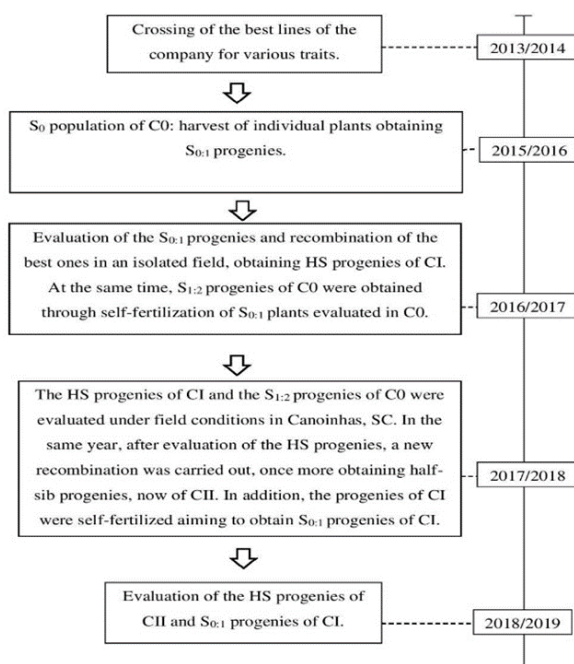 Crossing of the best lines of the
company for various traits.
2013/2014
S0 population of C0: harvest of individual plants obtaining
S0:1 progenies.
2015/2016
Evaluation of the S0:1 progenies and recombination of the
best ones in an isolated field, obtaining HS progenies of CI.
At the same time, S1:2 progenies of C0 were obtained
through self-fertilization of S0:1 plants evaluated in C0.
2016/2017
The HS progenies of CI and the S1:2 progenies of C0 were
evaluated under field conditions in Canoinhas, SC. In the
same year, after evaluation of the HS progenies, a new
recombination was carried out, once more obtaining half-
sib progenies, now of CII. In addition, the progenies of CI
were self-fertilized aiming to obtain S0:1 progenies of CI.
2017/2018
Evaluation of the HS progenies of
CII and S0:1 progenies of CI.
2018/2019